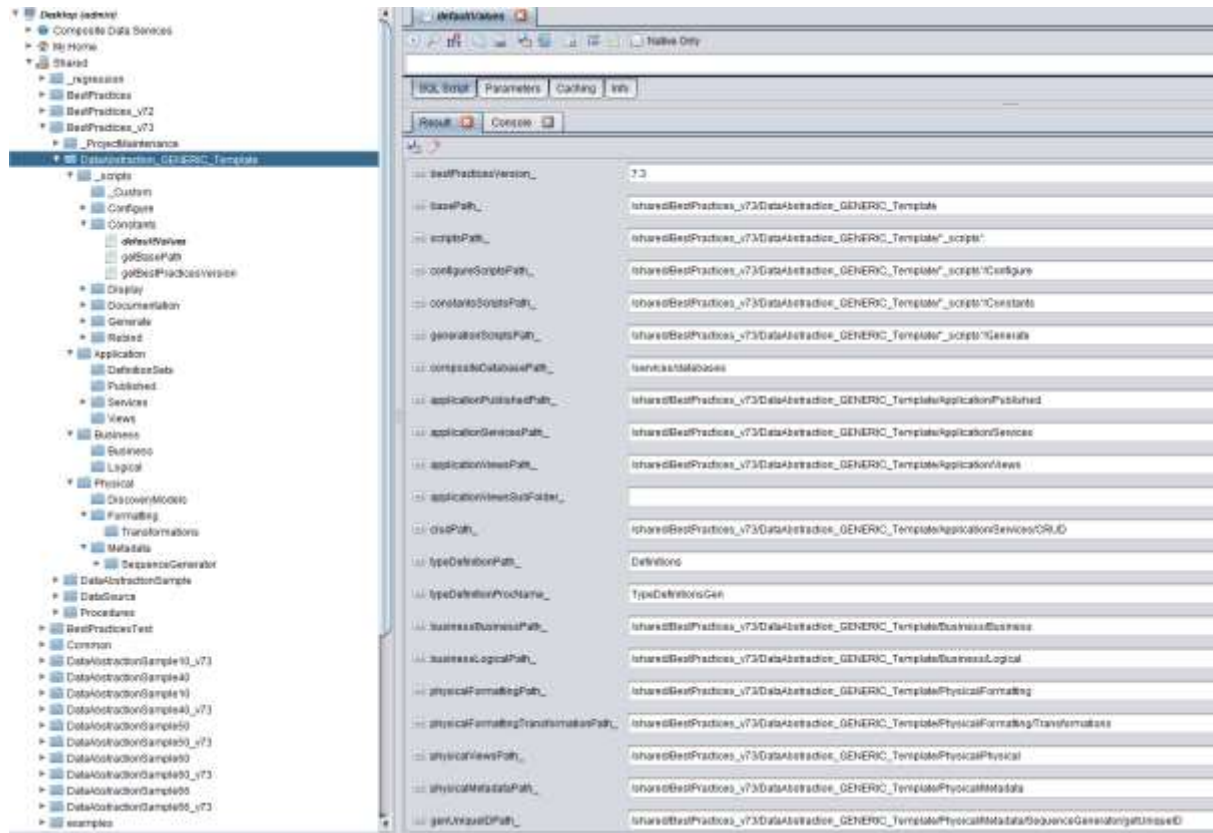 Desktop (admin)
Composite Data Services
My Home
Shared
_regression
BestPractices
BestPractices_v72
BestPractices_v73
_ProjectMaintenance
DataAbstraction_GENERIC_Template
_scripts
_Custom
Configure
Constants
defaultValues
getBasePath
getBestPracticesVersion
Display
Documentation
Generate
Rebind
Application
DefinitionSets
Published
Services
Views
Business
Business
Logical
Physical
DiscoveryModels
Formatting
Transformations
Metadata
SequenceGenerator
DataAbstractionSample
DataSource
Procedures
BestPracticesTest
Common
DataAbstractionSample10_v73
DataAbstractionSample40
DataAbstractionSample10
DataAbstractionSample40_v73
DataAbstractionSample50
DataAbstractionSample50_v73
examples
defaultValues
Native Only
SQL Script Parameters Caching Info
Result Console
bestPracticesVersion_ 7.3
basePath_ /shared/BestPractices_v73/DataAbstraction_GENERIC_Template
scriptsPath_ /shared/BestPractices_v73/DataAbstraction_GENERIC_Template/"_scripts"
configureScriptsPath_ /shared/BestPractices_v73/DataAbstraction_GENERIC_Template/"_scripts"/Configure
constantsScriptsPath_ /shared/BestPractices_v73/DataAbstraction_GENERIC_Template/"_scripts"/Constants
generationScriptsPath_ /shared/BestPractices_v73/DataAbstraction_GENERIC_Template/"_scripts"/Generate
compositeDatabasePath_ /services/databases
applicationPublishedPath_ /shared/BestPractices_v73/DataAbstraction_GENERIC_Template/Application/Published
applicationServicesPath_ /shared/BestPractices_v73/DataAbstraction_GENERIC_Template/Application/Services
applicationViewsPath_ /shared/BestPractices_v73/DataAbstraction_GENERIC_Template/Application/Views
applicationViewsSubFolder_
crudPath_ /shared/BestPractices_v73/DataAbstraction_GENERIC_Template/Application/Services/CRUD
typeDefinitionPath_ Definitions
typeDefinitionProcName_ TypeDefinitionsGen
businessBusinessPath_ /shared/BestPractices_v73/DataAbstraction_GENERIC_Template/Business/Business
businessLogicalPath_ /shared/BestPractices_v73/DataAbstraction_GENERIC_Template/Business/Logical
physicalFormattingPath_ /shared/BestPractices_v73/DataAbstraction_GENERIC_Template/Physical/Formatting
physicalFormattingTransformationPath_ /shared/BestPractices_v73/DataAbstraction_GENERIC_Template/Physical/Formatting/Transformations
physicalViewsPath_ /shared/BestPractices_v73/DataAbstraction_GENERIC_Template/Physical/Physical
physicalMetadataPath_ /shared/BestPractices_v73/DataAbstraction_GENERIC_Template/Physical/Metadata
genUniqueIDPath_ /shared/BestPractices_v73/DataAbstraction_GENERIC_Template/Physical/Metadata/SequenceGenerator/getUniqueID